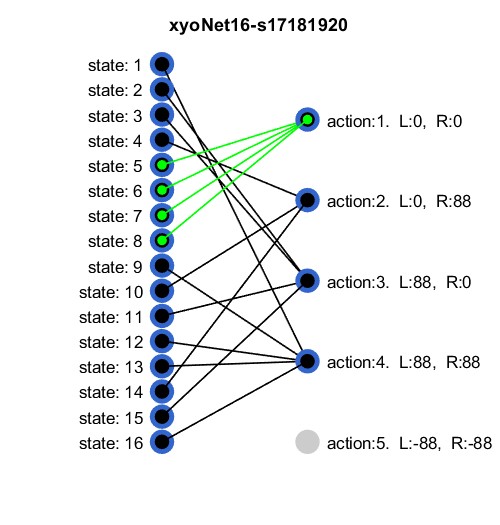 xyoNet16-s17181920
state: 1
state: 2
state: 3
state: 4
state: 5
state: 6
state: 7
state: 8
state: 9
state: 10
state: 11
state: 12
state: 13
state: 14
state: 15
state: 16
action:1. L:0, R:0
action:2. L:0, R:88
action:3. L:88, R:0
action:4. L:88, R:88
action:5. L:-88, R:-88